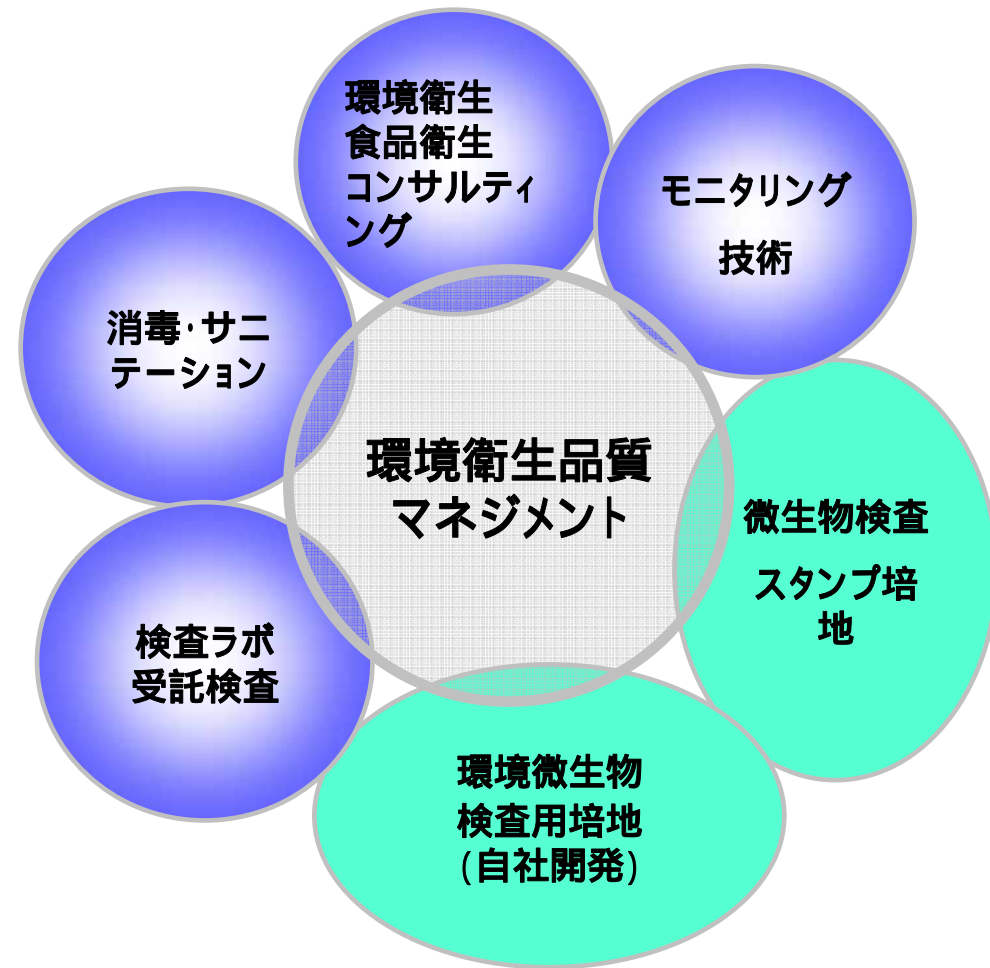 環境衛生
食品衛生
コンサルティ
ング
モニタリング
技術
消毒･サニ
テーション
環境衛生品質
マネジメント
微生物検査
スタンプ培
地
検査ラボ
受託検査
環境微生物
検査用培地
(自社開発)